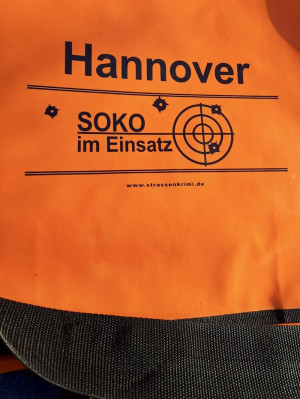 Hannover
SOKO
im Einsatz
www.strassenkrimi.de